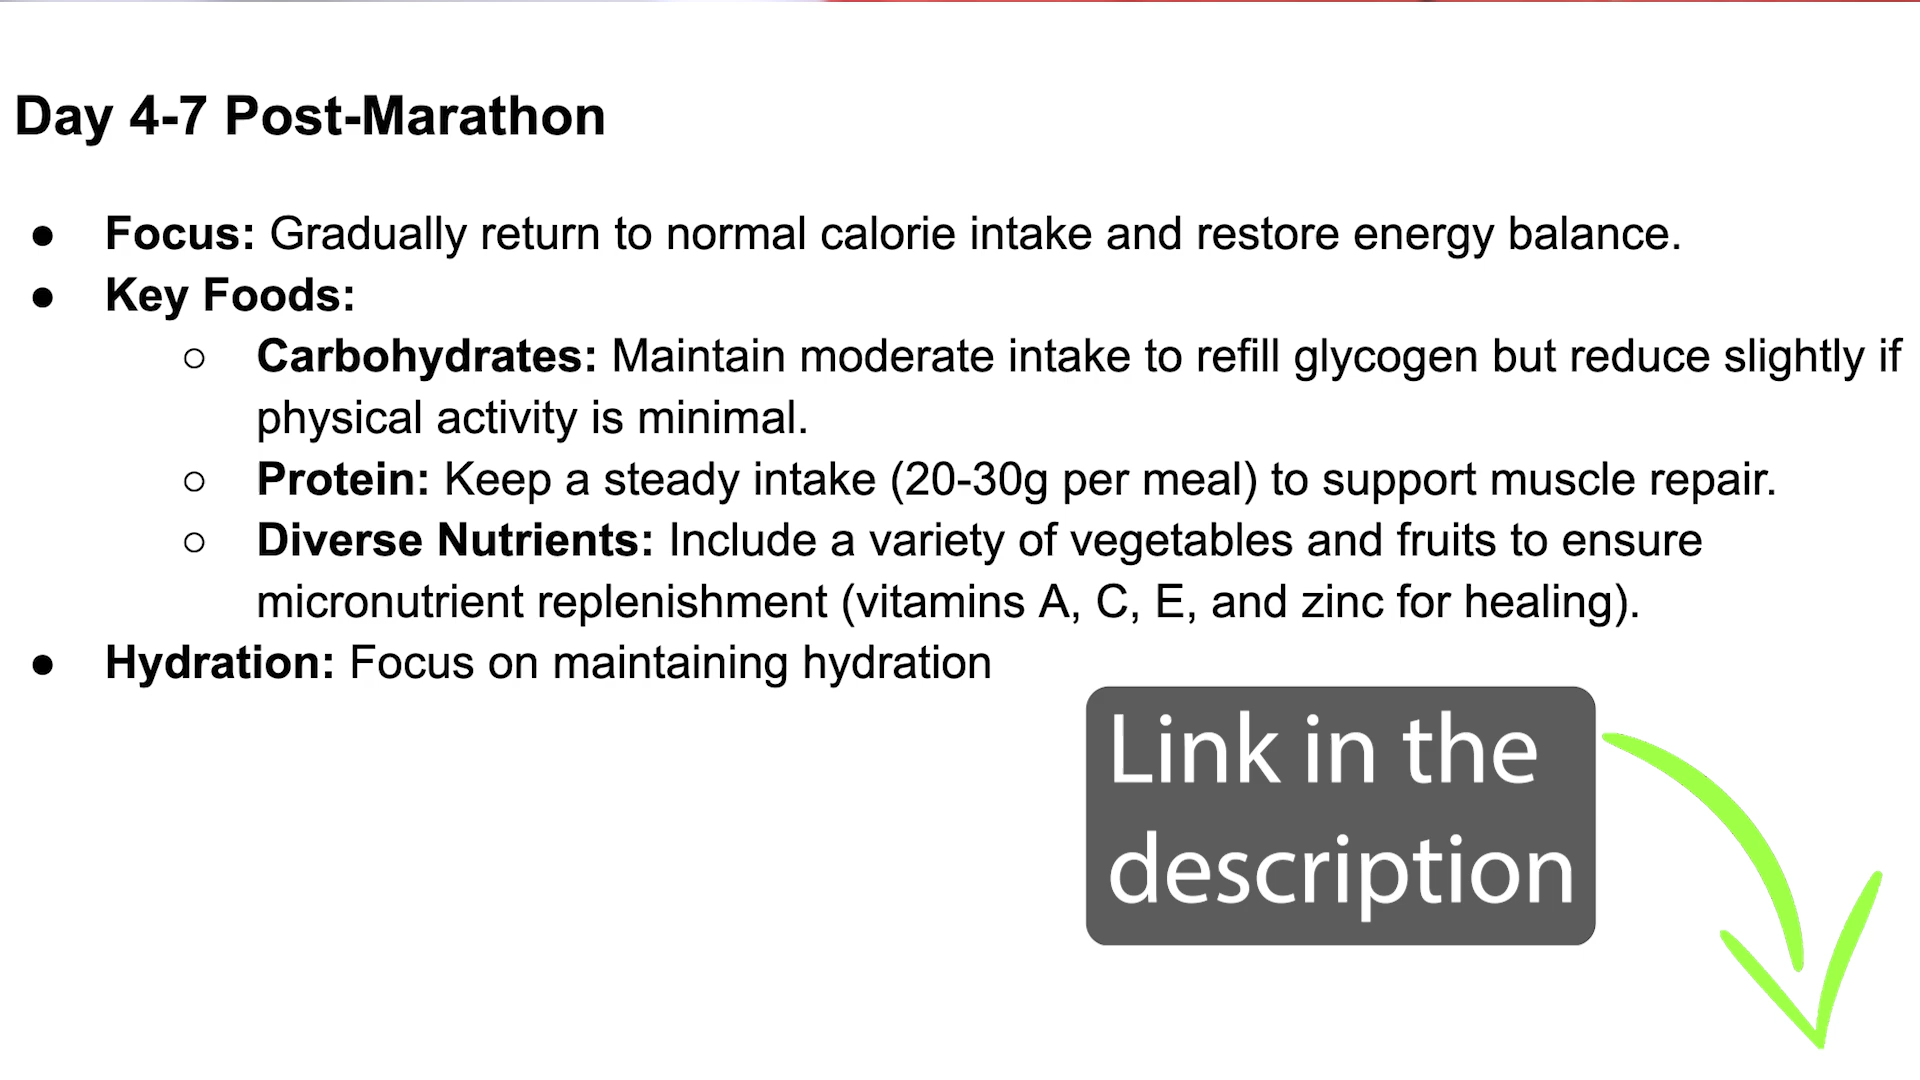 Day 4-7 Post-Marathon
● Focus: Gradually return to normal calorie intake and restore energy balance.
● Key Foods:
○ Carbohydrates: Maintain moderate intake to refill glycogen but reduce slightly if
physical activity is minimal.
○ Protein: Keep a steady intake (20-30g per meal) to support muscle repair.
○ Diverse Nutrients: Include a variety of vegetables and fruits to ensure
micronutrient replenishment (vitamins A, C, E, and zinc for healing).
● Hydration: Focus on maintaining hydration
Link in the
description